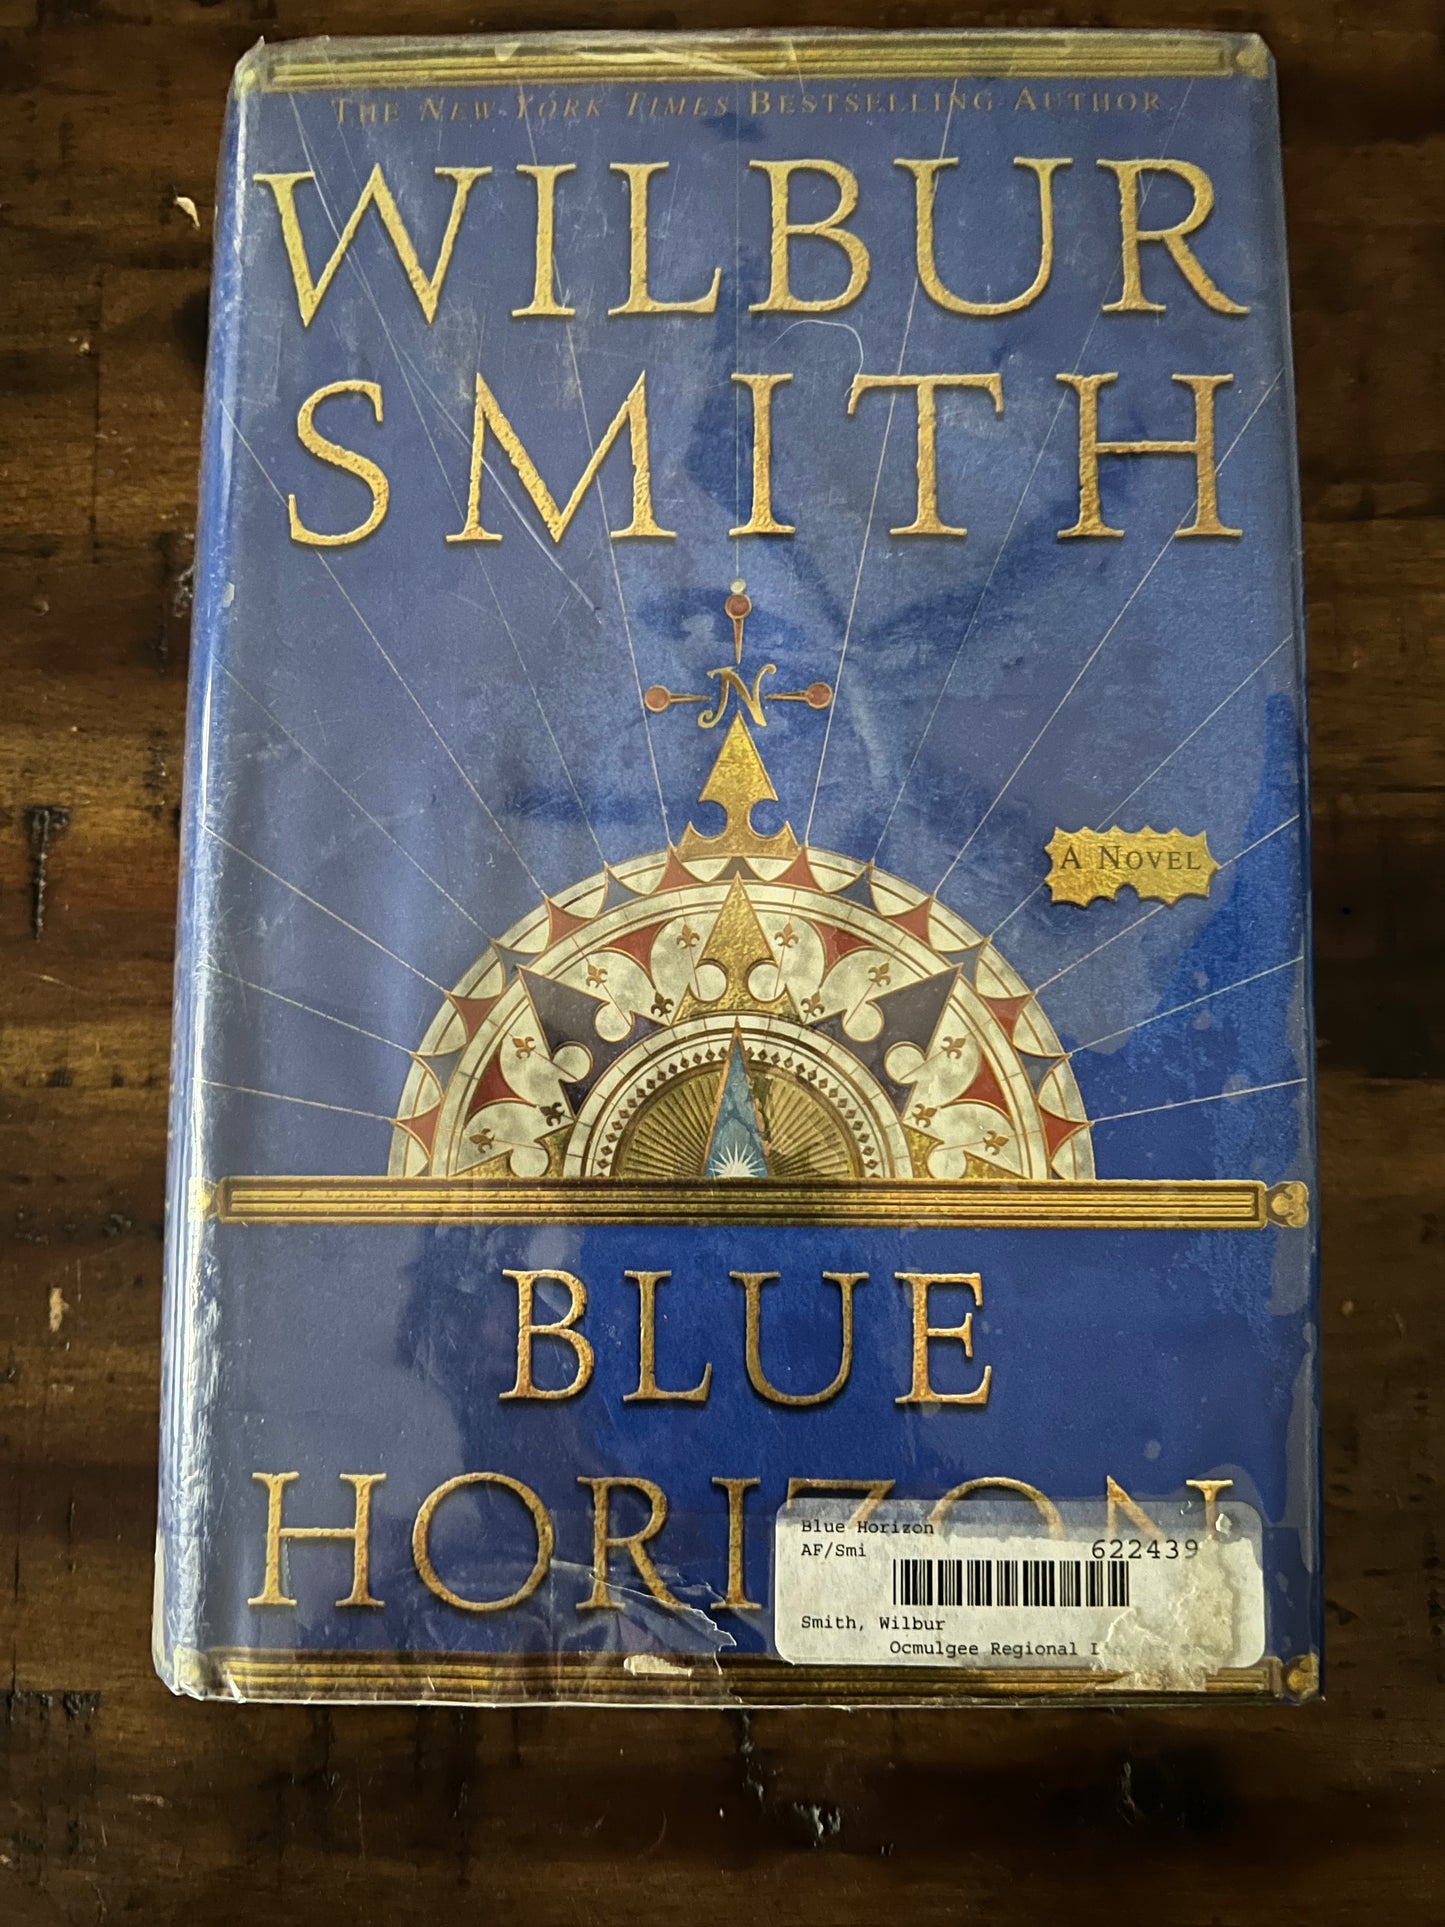 THE NEW YORK TIMES BESTSELLING AUTHOR
WILBUR
SMITH
N
A NOVEL
BLUE
HORIZON
Blue Horizon
AF/Smi 622439
Smith, Wilbur
Ocmulgee Regional